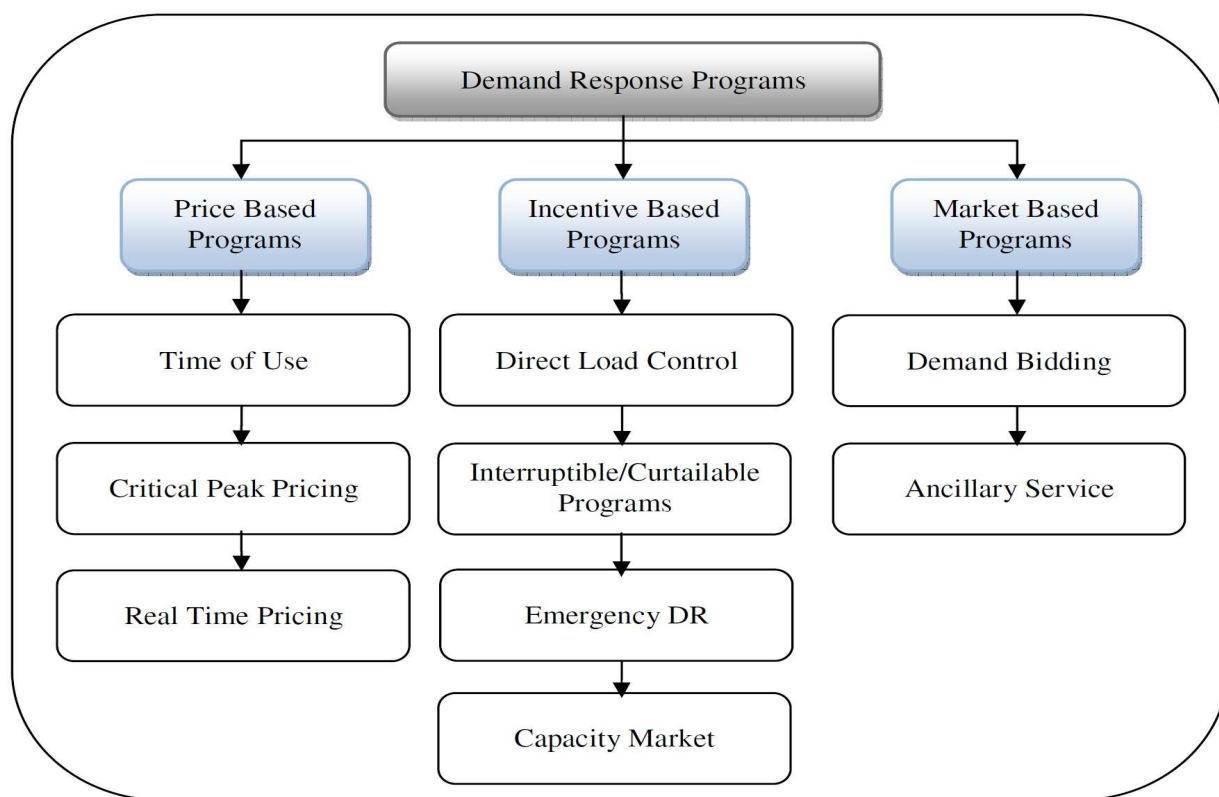 Demand Response Programs
Price Based
Programs
Incentive Based
Programs
Market Based
Programs
Time of Use
Direct Load Control
Demand Bidding
Critical Peak Pricing
Interruptible/Curtailable
Programs
Ancillary Service
Real Time Pricing
Emergency DR
Capacity Market